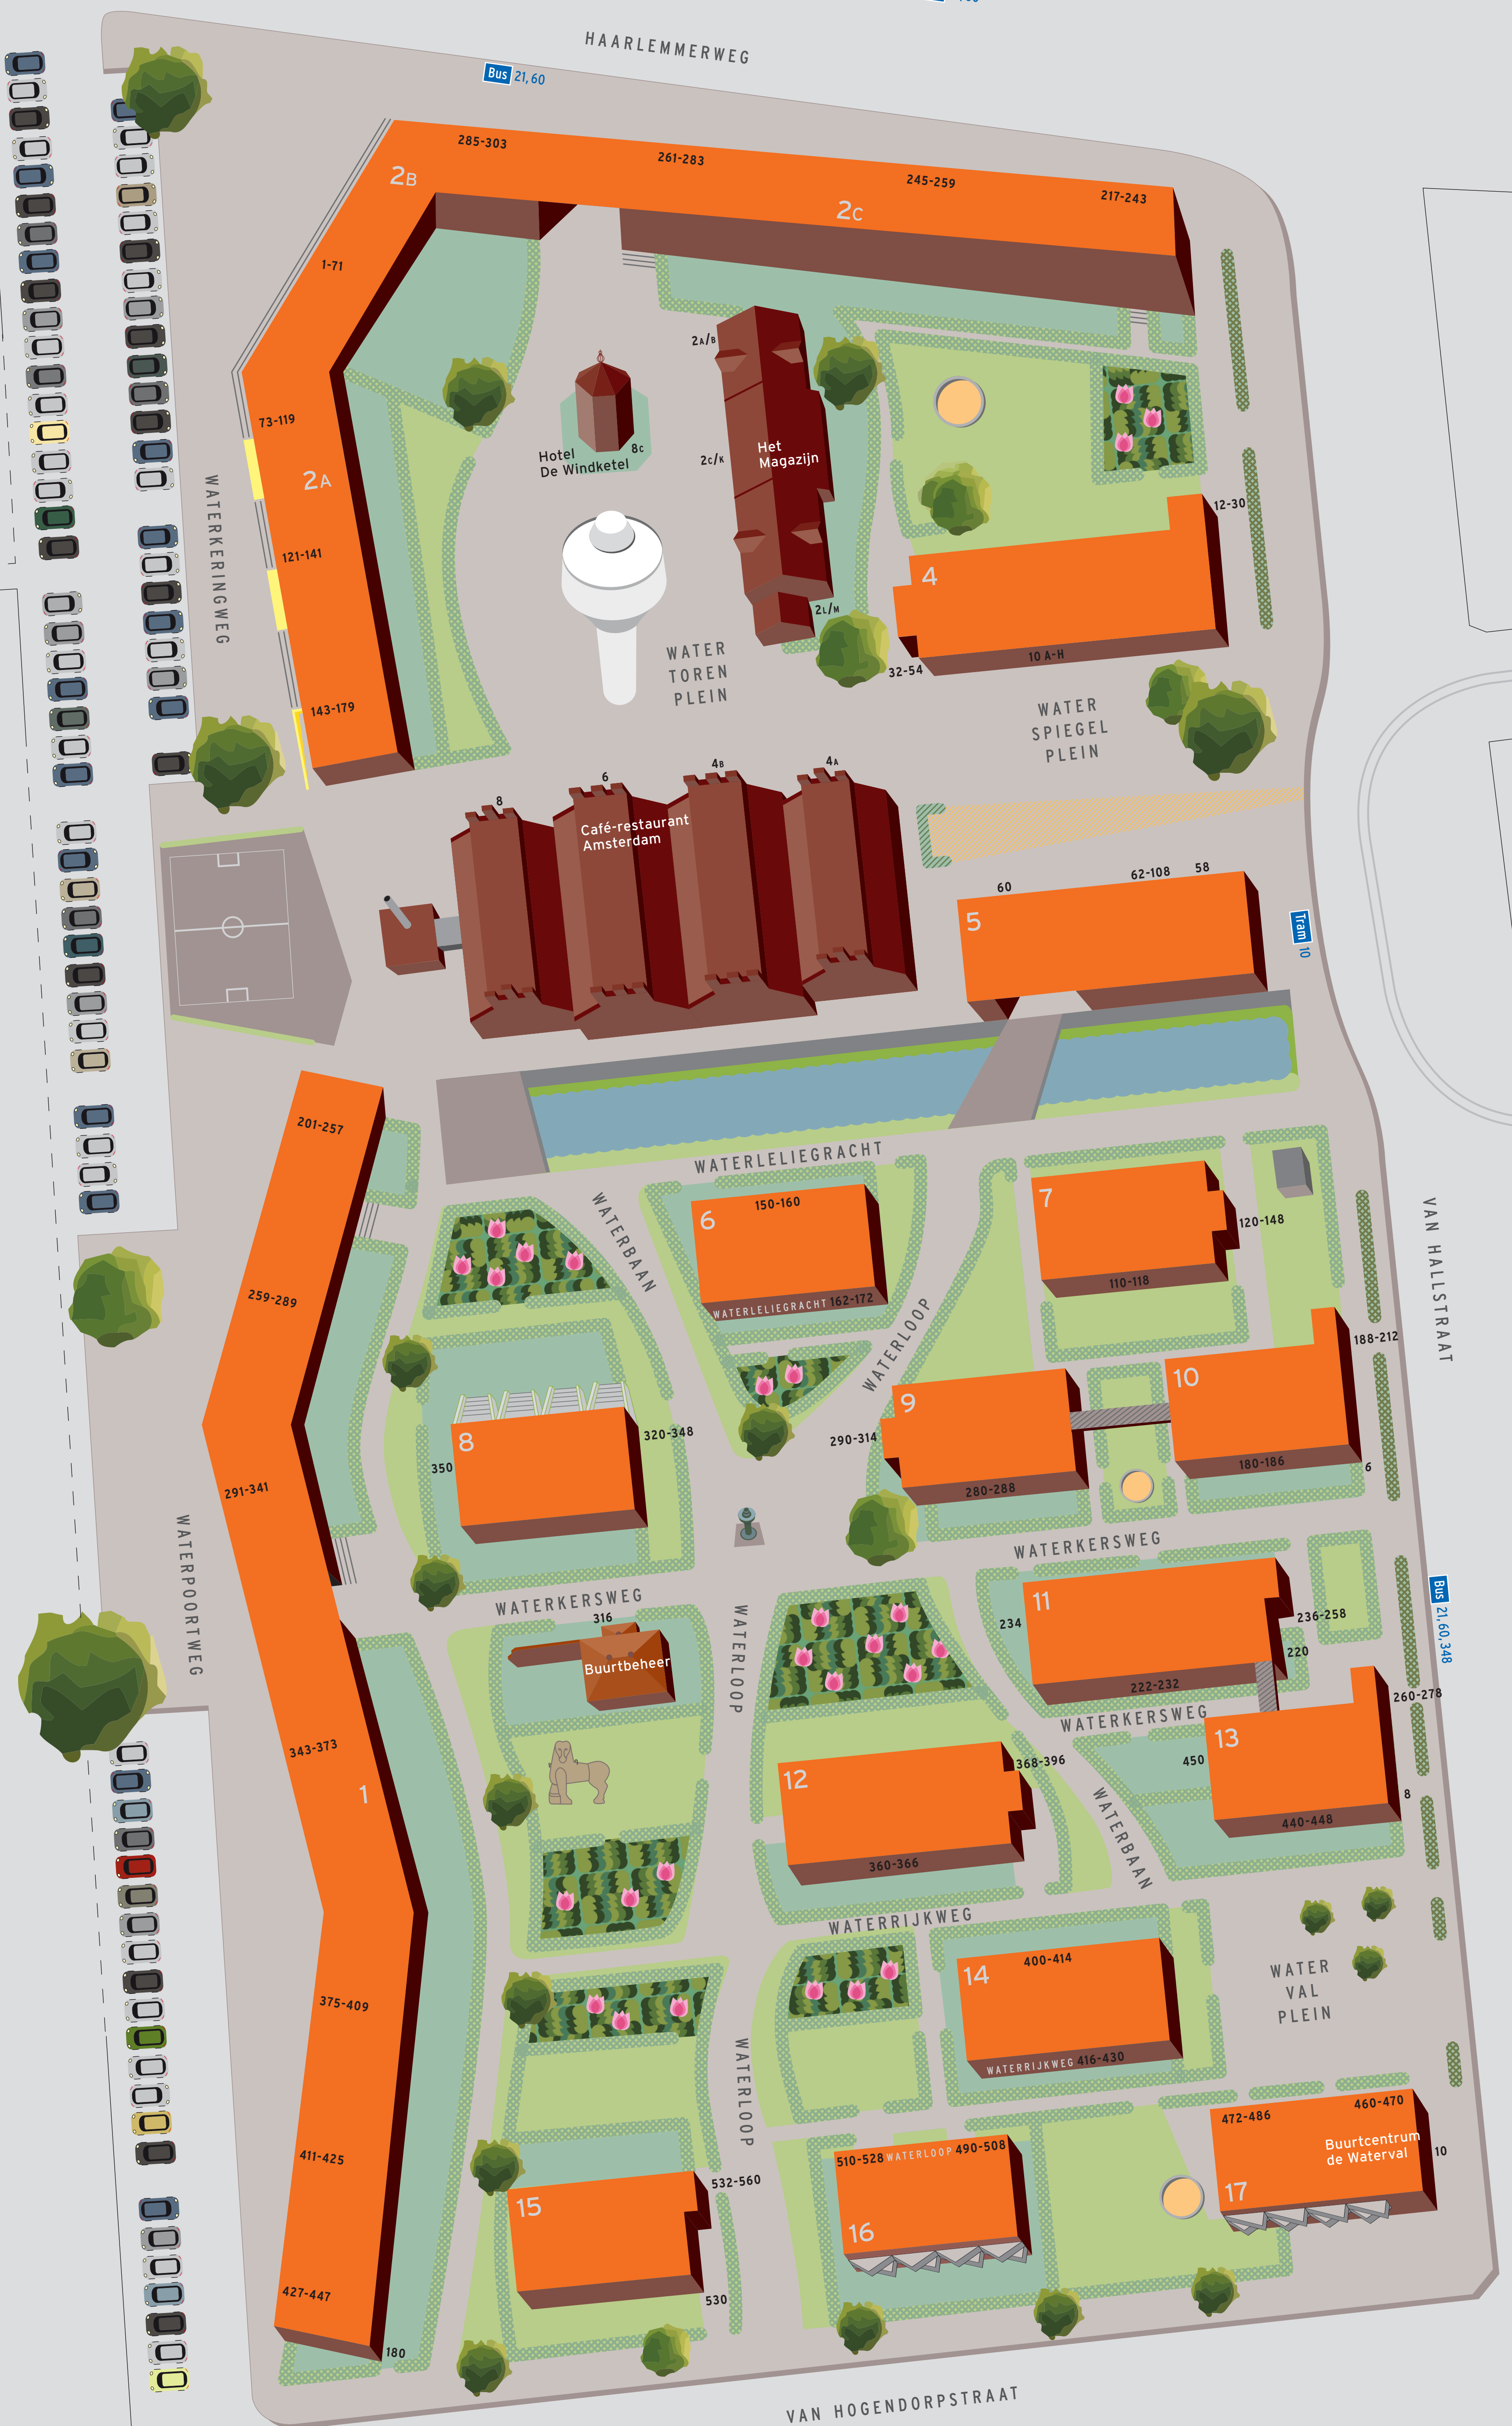 HAARLEMMERWEG
Bus 21,60
285-303
261-283
245-259
217-243
2B
2C
1-71
2A/B
73-119
Hotel
De Windketel
8C
2C/K
Het
Magazijn
2A
WATERKERINGWEG
12-30
121-141
4
2L/M
10 A-H
32-54
WATER
TOREN
PLEIN
143-179
WATER
SPIEGEL
PLEIN
8
6
4B
4A
Café-restaurant
Amsterdam
60
62-108
58
5
Tram 10
201-257
WATERLELIEGRACHT
WATERBAAN
6
150-160
WATERLELIEGRACHT 162-172
7
120-148
110-118
VAN HALLSTRAAT
259-289
WATERLOOP
188-212
8
350
320-348
290-314
9
280-288
10
180-186
6
291-341
WATERPOORTWEG
WATERKERSWEG
WATERKERSWEG
316
Buurtbeheer
WATERLOOP
11
234
236-258
220
222-232
Bus 21,60,348
WATERKERSWEG
260-278
343-373
1
12
368-396
360-366
13
450
8
440-448
WATERBAAN
WATERRIJKWEG
375-409
14
400-414
WATERRIJKWEG 416-430
WATER
VAL
PLEIN
WATERLOOP
411-425
15
532-560
530
510-528 WATERLOOP 490-508
16
472-486
460-470
Buurtcentrum
de Waterval
10
17
427-447
180
VAN HOGENDORPSTRAAT